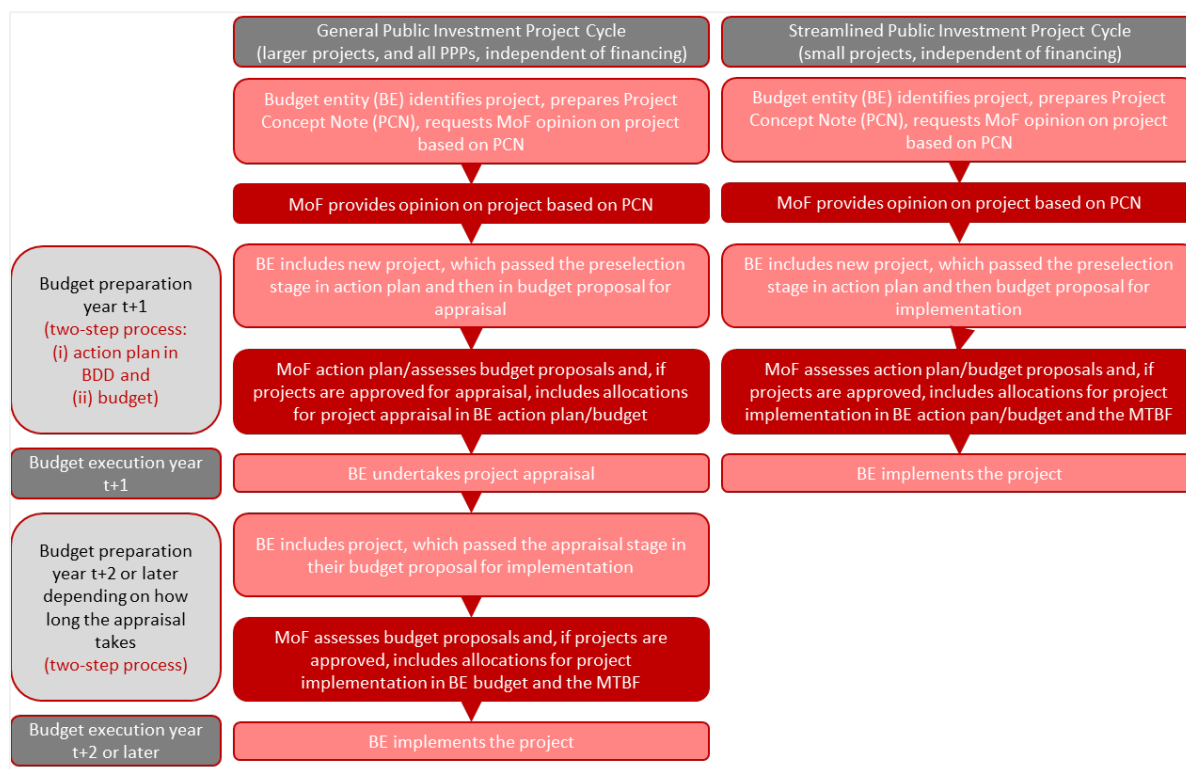 General Public Investment Project Cycle
(larger projects, and all PPPs, independent of financing)
Streamlined Public Investment Project Cycle
(small projects, independent of financing)
Budget entity (BE) identifies project, prepares Project
Concept Note (PCN), requests MoF opinion on project
based on PCN
Budget entity (BE) identifies project, prepares Project
Concept Note (PCN), requests MoF opinion on project
based on PCN
MoF provides opinion on project based on PCN
MoF provides opinion on project based on PCN
Budget preparation
year t+1
(two-step process:
(i) action plan in
BDD and
(ii) budget)
BE includes new project, which passed the preselection
stage in action plan and then in budget proposal for
appraisal
BE includes new project, which passed the preselection
stage in action plan and then budget proposal for
implementation
MoF action plan/assesses budget proposals and, if
projects are approved for appraisal, includes allocations
for project appraisal in BE action plan/budget
MoF assesses action plan/budget proposals and, if
projects are approved, includes allocations for project
implementation in BE action pan/budget and the MTBF
Budget execution year
t+1
BE undertakes project appraisal
BE implements the project
Budget preparation
year t+2 or later
depending on how
long the appraisal
takes
(two-step process)
BE includes project, which passed the appraisal stage in
their budget proposal for implementation
MoF assesses budget proposals and, if projects are
approved, includes allocations for project
implementation in BE budget and the MTBF
Budget execution year
t+2 or later
BE implements the project